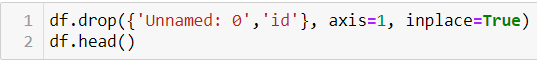 1 df.drop({'Unnamed: 0','id'}, axis=1, inplace=True)
2 df.head()